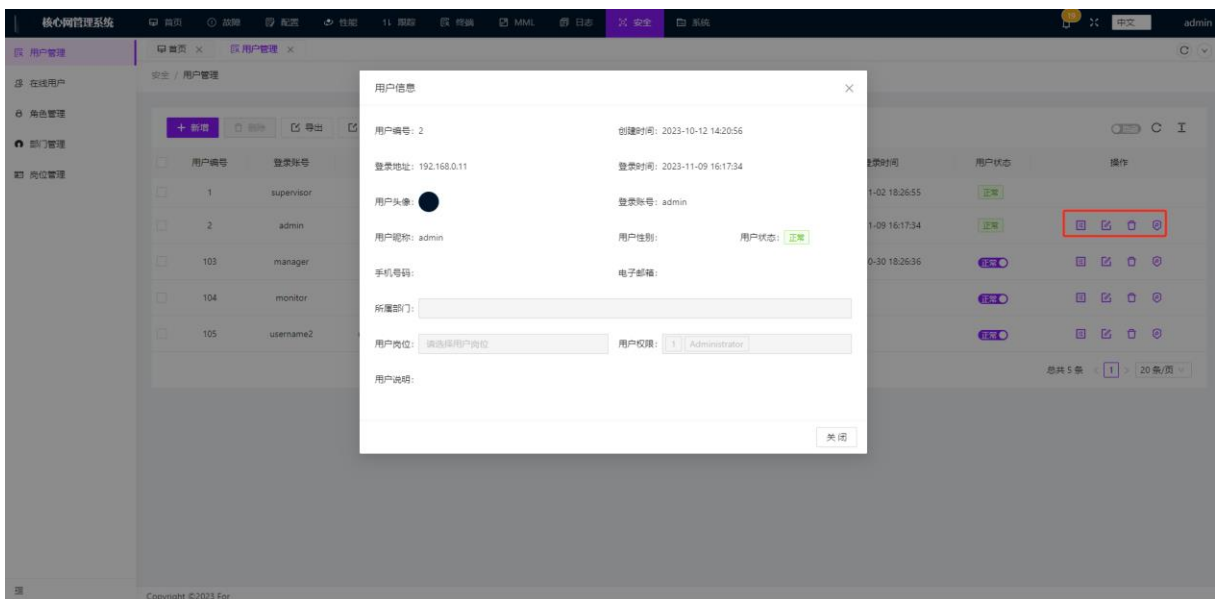 核心网管理系统 首页 故障 配置 性能 跟踪 终端 MML 日志 安全 系统 19 中文 admin
用户管理 首页 用户管理
在线用户 安全 / 用户管理
角色管理
部门管理
岗位管理
+ 新增 删除 导出
用户编号 登录账号 登录时间 用户状态 操作
1 supervisor 1-02 18:26:55 正常
2 admin 1-09 16:17:34 正常
103 manager 0-30 18:26:36 正常
104 monitor 正常
105 username2 正常
总共 5 条 < 1 > 20 条/页
用户信息
用户编号: 2 创建时间: 2023-10-12 14:20:56
登录地址: 192.168.0.11 登录时间: 2023-11-09 16:17:34
用户头像: 登录账号: admin
用户昵称: admin 用户性别: 用户状态: 正常
手机号码: 电子邮箱:
所属部门:
用户岗位: 请选择用户岗位 用户权限: 1 Administrator
用户说明:
关 闭
Copyright ©2023 For